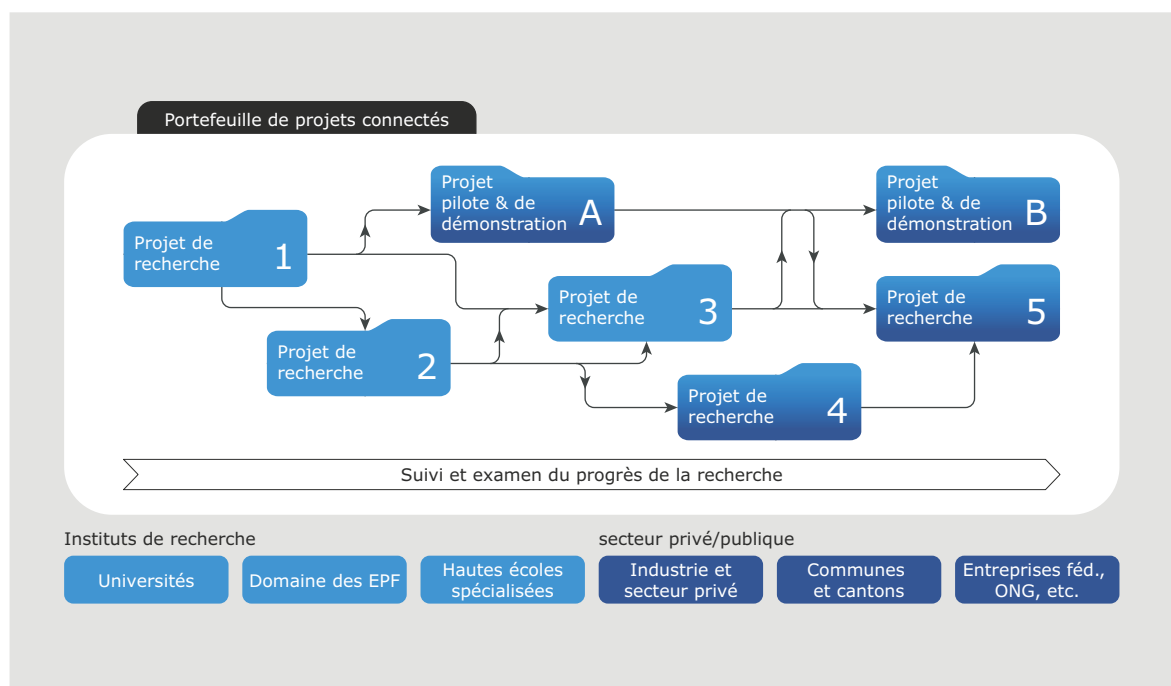 Portefeuille de projets connectés
Projet
pilote & de
démonstration
A
Projet
pilote & de
démonstration
B
Projet de
recherche
1
Projet de
recherche
3
Projet de
recherche
5
Projet de
recherche
2
Projet de
recherche
4
Suivi et examen du progrès de la recherche
Instituts de recherche
secteur privé/publique
Universités
Domaine des EPF
Hautes écoles
spécialisées
Industrie et
secteur privé
Communes
et cantons
Entreprises féd.,
ONG, etc.